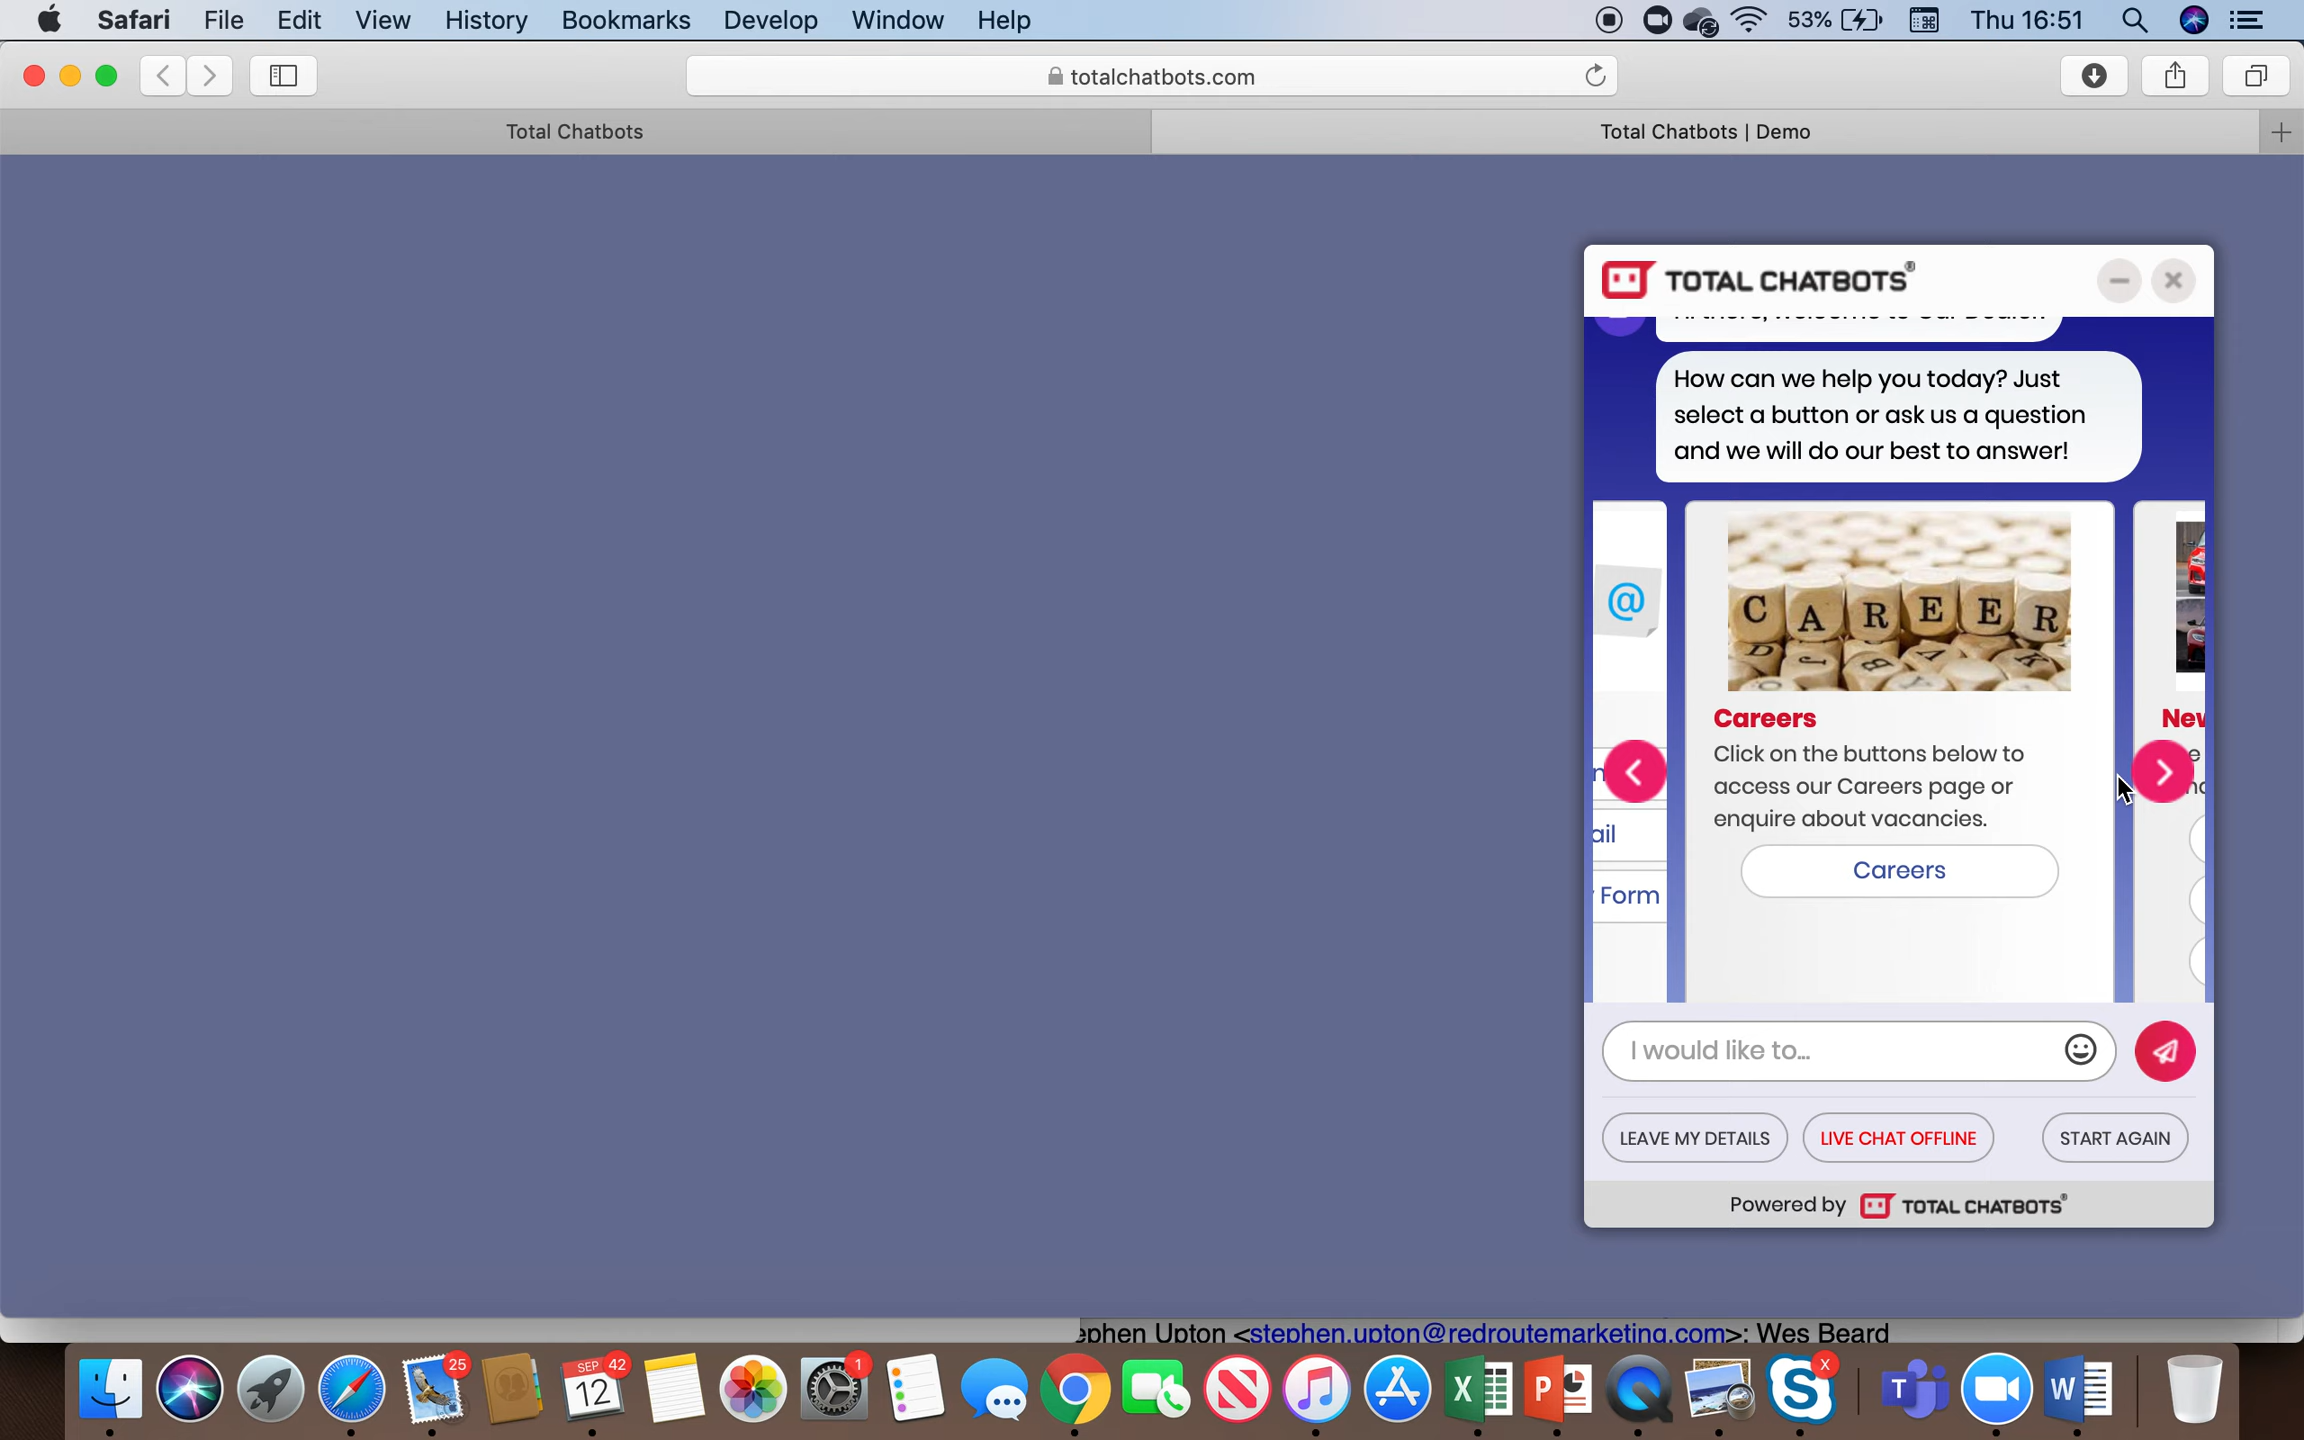 Safari File Edit View History Bookmarks Develop Window Help 53% Thu 16:51
totalchatbots.com
Total Chatbots
Total Chatbots | Demo
TOTAL CHATBOTS®
How can we help you today? Just
select a button or ask us a question
and we will do our best to answer!
@
CAREER
Careers
Click on the buttons below to
access our Careers page or
enquire about vacancies.
Careers
Form
I would like to...
LEAVE MY DETAILS
LIVE CHAT OFFLINE
START AGAIN
Powered by TOTAL CHATBOTS®
Upton <stephen.upton@redroutemarketing.com>: Wes Beard
25
SEP 42
12
1
X